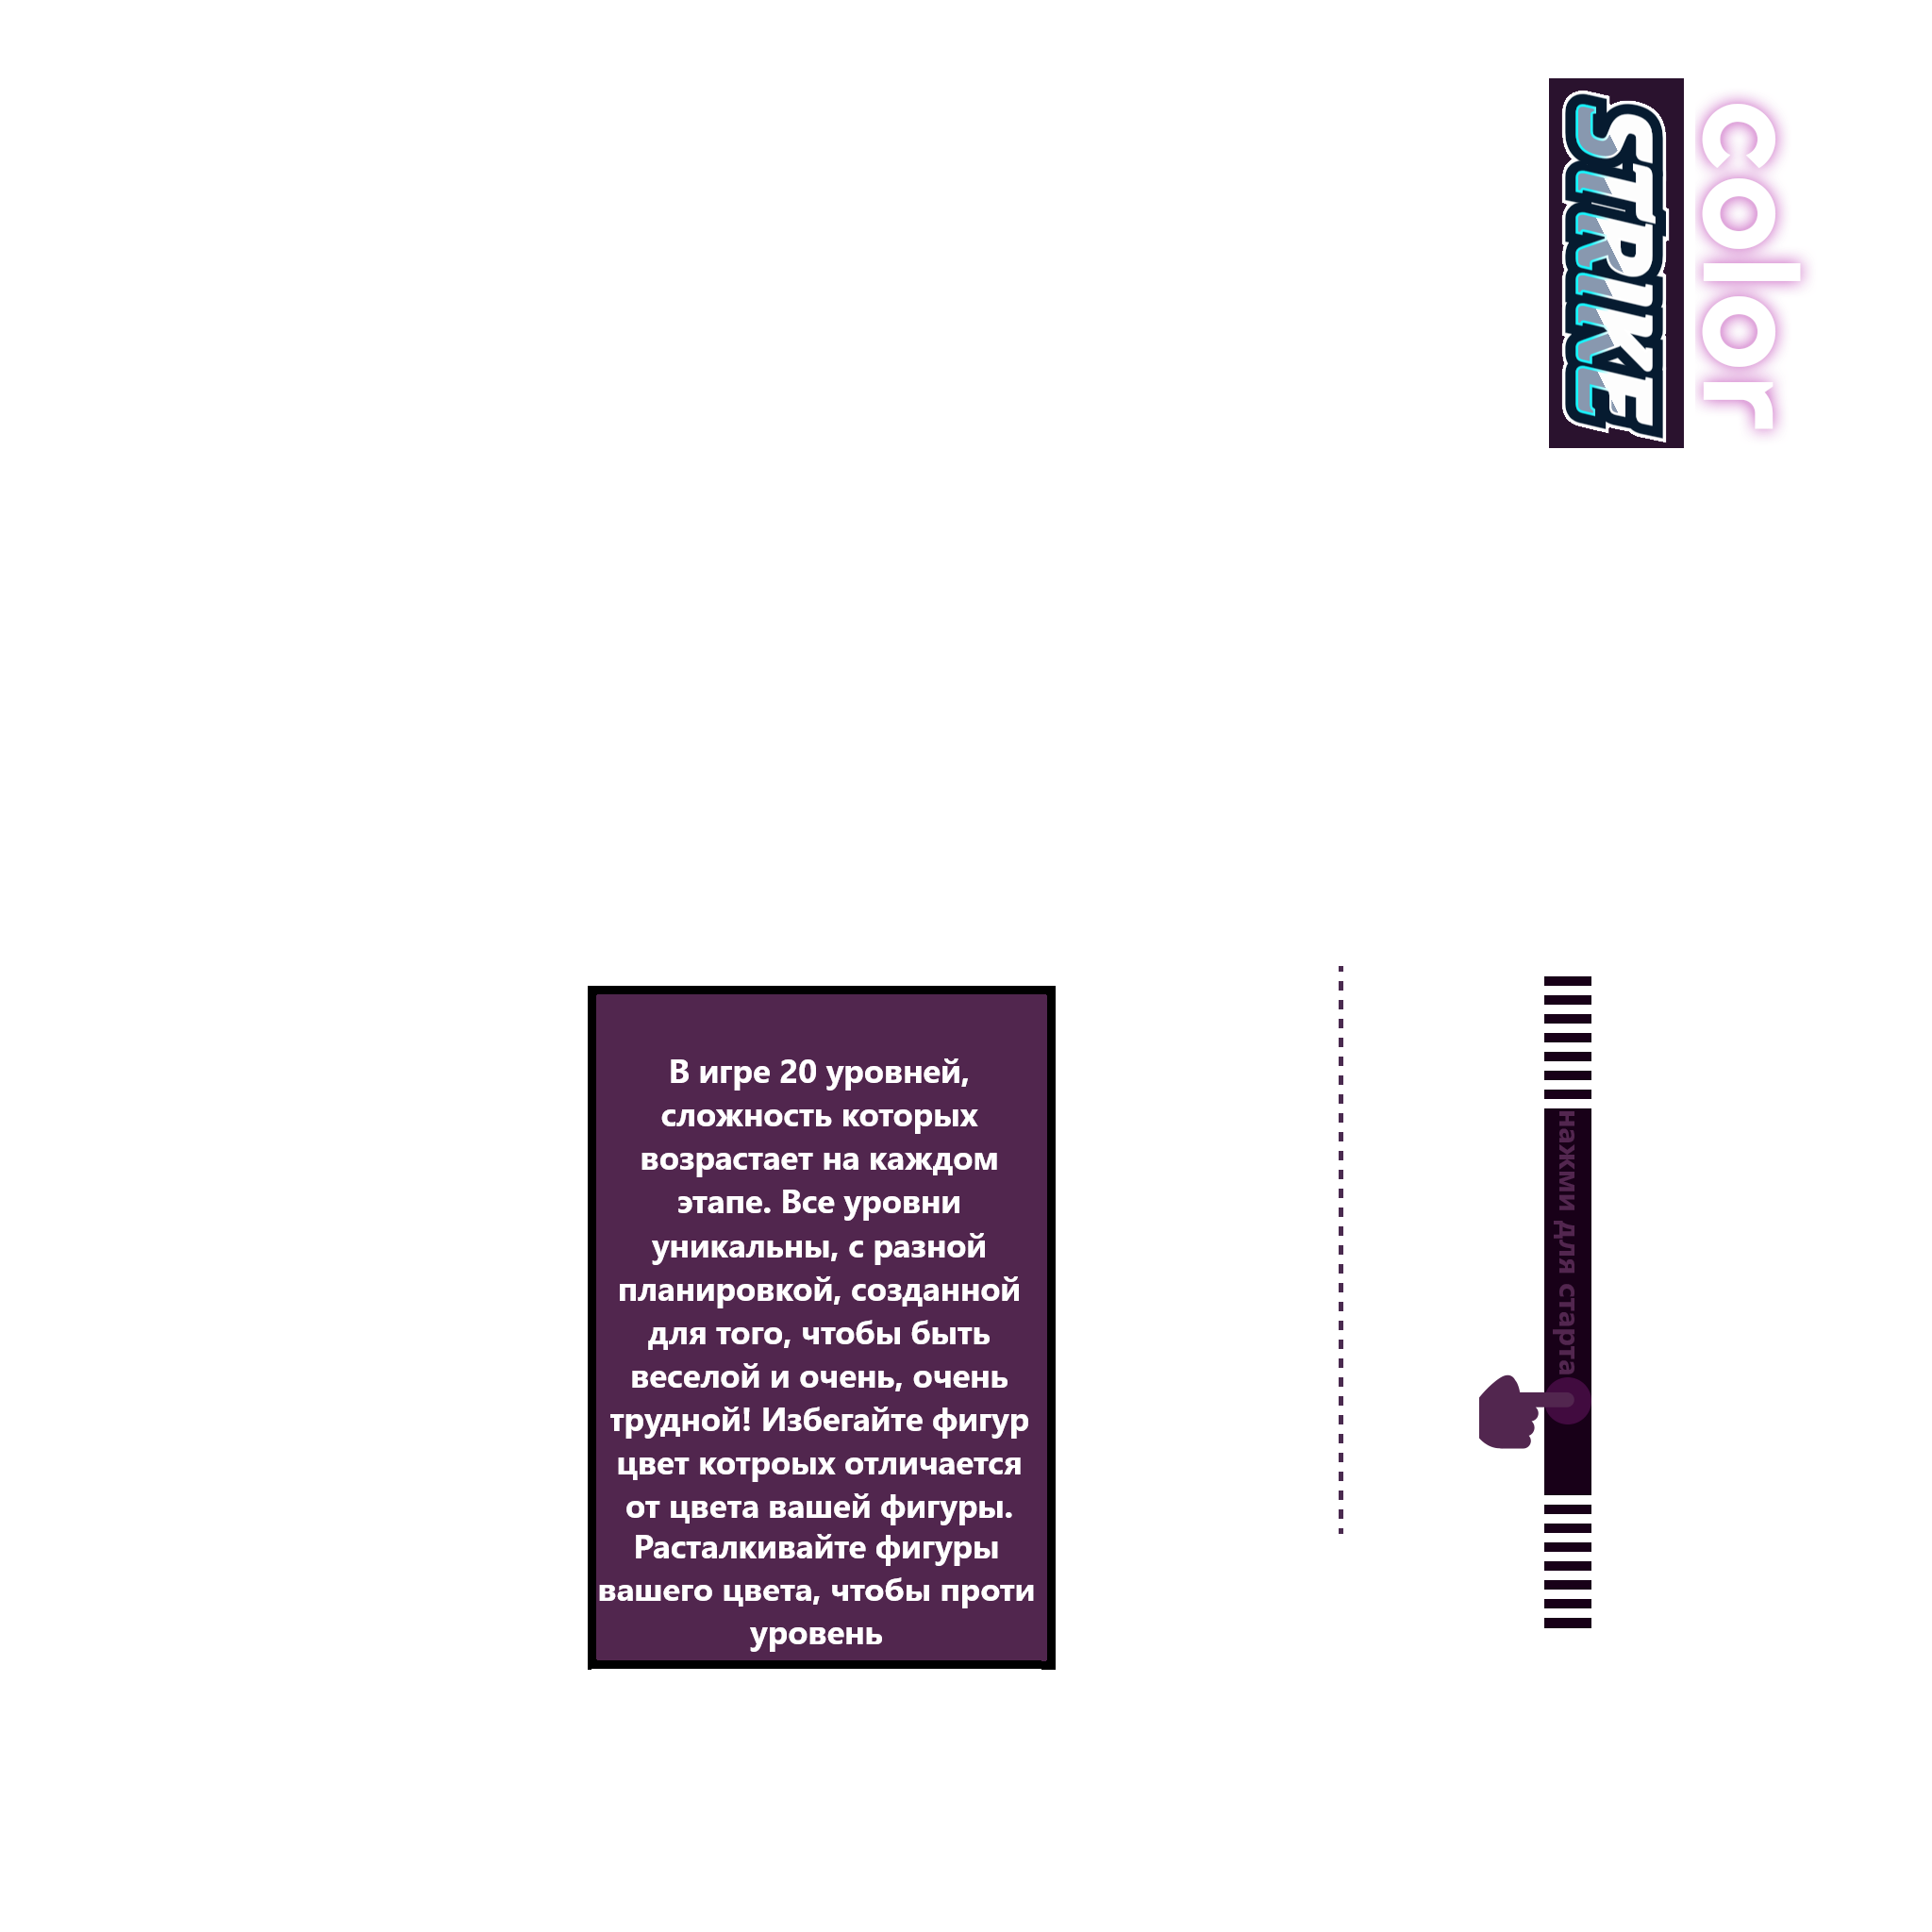 color
STRIKE
В игре 20 уровней,
сложность которых
возрастает на каждом
этапе. Все уровни
уникальны, с разной
планировкой, созданной
для того, чтобы быть
веселой и очень, очень
трудной! Избегайте фигур
цвет котроых отличается
от цвета вашей фигуры.
Расталкивайте фигуры
вашего цвета, чтобы проти
уровень
нажми для старта